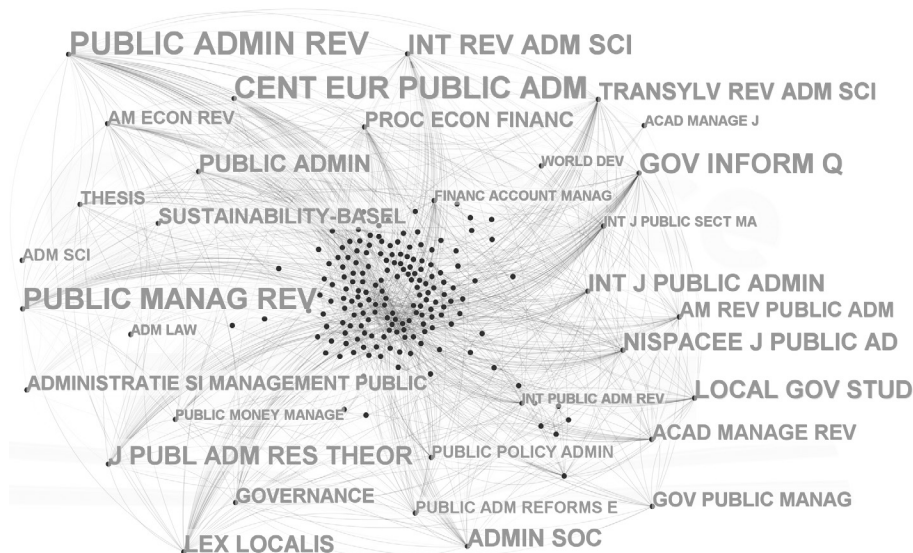 PUBLIC ADMIN REV
INT REV ADM SCI
CENT EUR PUBLIC ADM
TRANSYLV REV ADM SCI
AM ECON REV
PROC ECON FINANC
ACAD MANAGE J
PUBLIC ADMIN
WORLD DEV
GOV INFORM Q
THESIS
FINANC ACCOUNT MANAG
SUSTAINABILITY-BASEL
INT J PUBLIC SECT MA
ADM SCI
INT J PUBLIC ADMIN
PUBLIC MANAG REV
AM REV PUBLIC ADM
ADM LAW
NISPACEE J PUBLIC AD
ADMINISTRATIE SI MANAGEMENT PUBLIC
LOCAL GOV STUD
INT PUBLIC ADM REV
PUBLIC MONEY MANAGE
ACAD MANAGE REV
J PUBL ADM RES THEOR
PUBLIC POLICY ADMIN
GOVERNANCE
GOV PUBLIC MANAG
PUBLIC ADM REFORMS E
LEX LOCALIS
ADMIN SOC